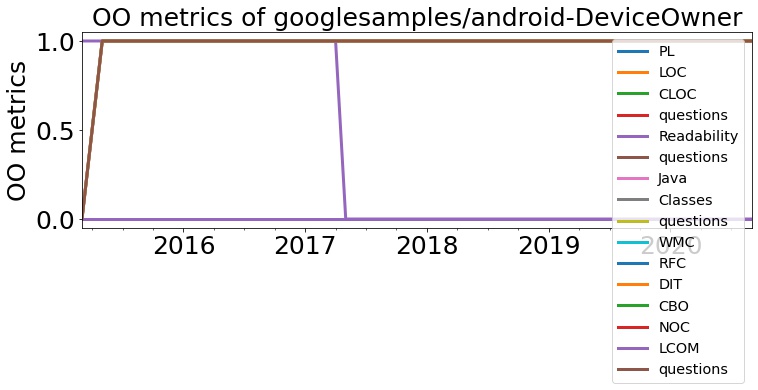 OO metrics of googlesamples/android-DeviceOwner
OO metrics
1.0
0.5
0.0
2016 2017 2018 2019 2020
PL
LOC
CLOC
questions
Readability
questions
Java
Classes
questions
WMC
RFC
DIT
CBO
NOC
LCOM
questions